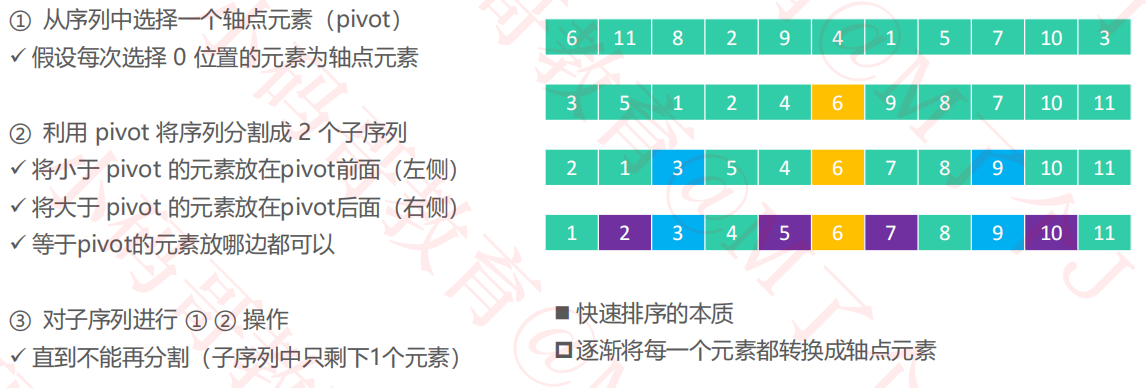 ① 从序列中选择一个轴点元素（pivot）
✓ 假设每次选择 0 位置的元素为轴点元素
② 利用 pivot 将序列分割成 2 个子序列
✓ 将小于 pivot 的元素放在pivot前面（左侧）
✓ 将大于 pivot 的元素放在pivot后面（右侧）
✓ 等于pivot的元素放哪边都可以
③ 对子序列进行 ① ② 操作
✓ 直到不能再分割（子序列中只剩下1个元素）
6 11 8 2 9 4 1 5 7 10 3
3 5 1 2 4 6 9 8 7 10 11
2 1 3 5 4 6 7 8 9 10 11
1 2 3 4 5 6 7 8 9 10 11
■ 快速排序的本质
□ 逐渐将每一个元素都转换成轴点元素
小码哥教育@M了个J